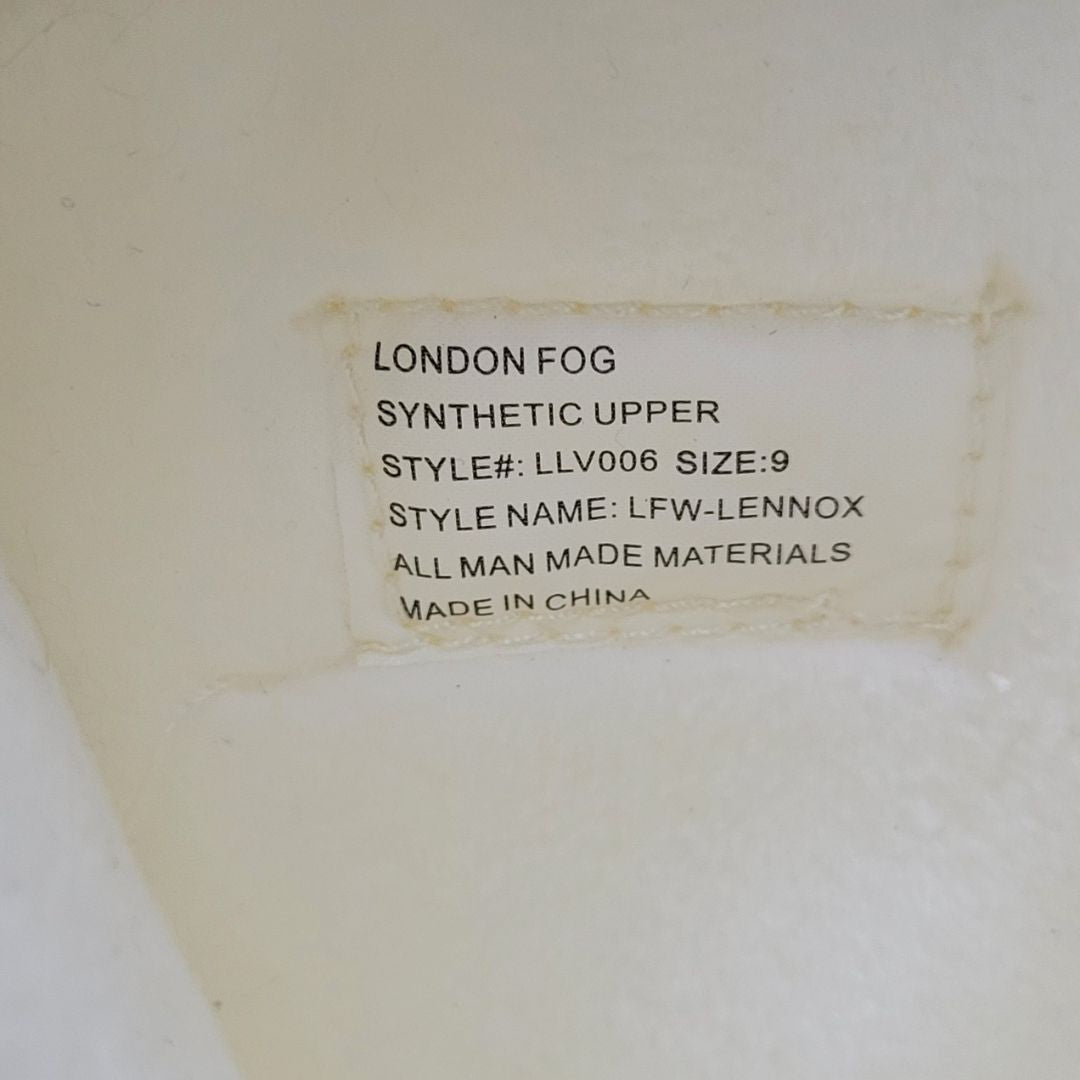 LONDON FOG
SYNTHETIC UPPER
STYLE#: LLV006 SIZE:9
STYLE NAME: LFW-LENNOX
ALL MAN MADE MATERIALS
MADE IN CHINA